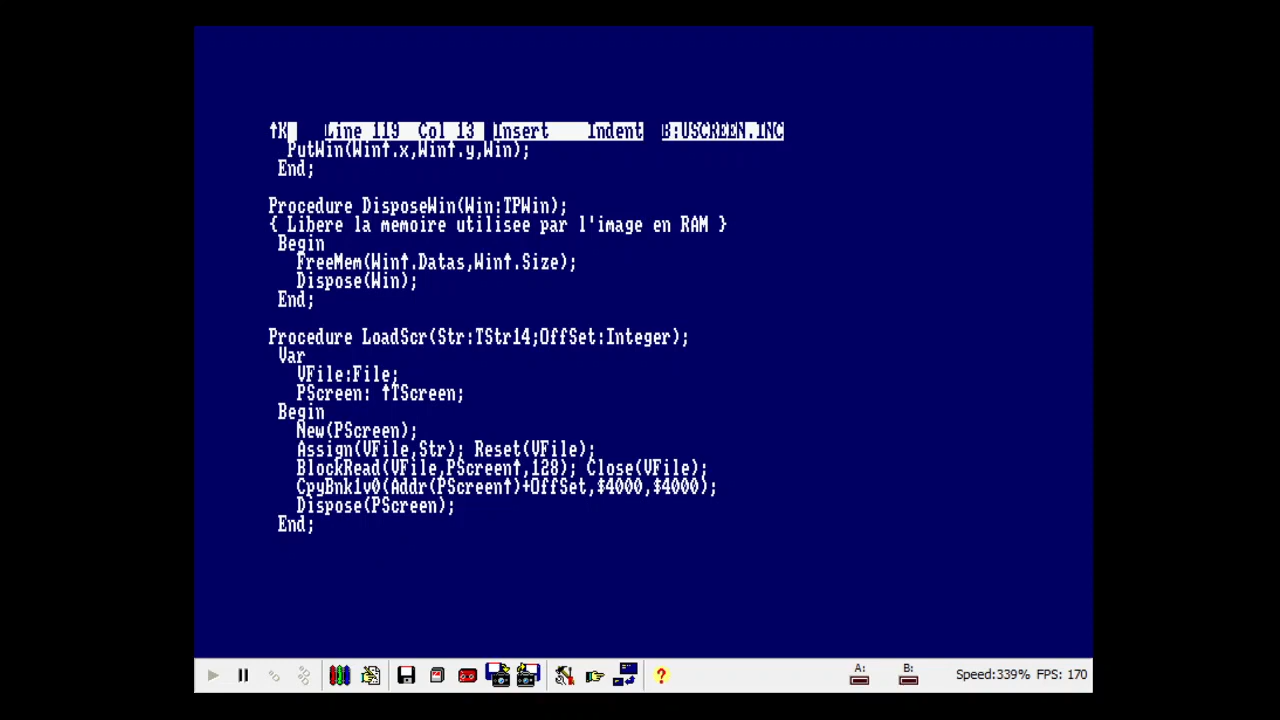 ↑K Line 119 Col 13 Insert Indent B:USCREEN.INC
PutWin(Win↑.x,Win↑.y,Win);
End;
Procedure DisposeWin(Win:TPWin);
{ Libere la memoire utilisee par l'image en RAM }
Begin
FreeMem(Win↑.Datas,Win↑.Size);
Dispose(Win);
End;
Procedure LoadScr(Str:TStr14;OffSet:Integer);
Var
VFile:File;
PScreen: ↑TScreen;
Begin
New(PScreen);
Assign(VFile,Str); Reset(VFile);
BlockRead(VFile,PScreen↑,128); Close(VFile);
CpyBnk1v0(Addr(PScreen↑)+OffSet,$4000,$4000);
Dispose(PScreen);
End;
A: B: Speed:339% FPS: 170